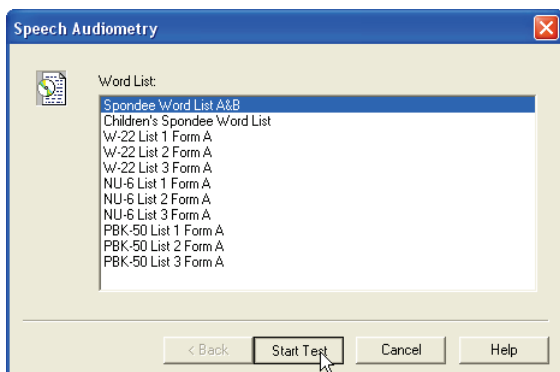 Speech Audiometry
Word List:
Spondee Word List A&B
Children's Spondee Word List
W-22 List 1 Form A
W-22 List 2 Form A
W-22 List 3 Form A
NU-6 List 1 Form A
NU-6 List 2 Form A
NU-6 List 3 Form A
PBK-50 List 1 Form A
PBK-50 List 2 Form A
PBK-50 List 3 Form A
< Back Start Test Cancel Help